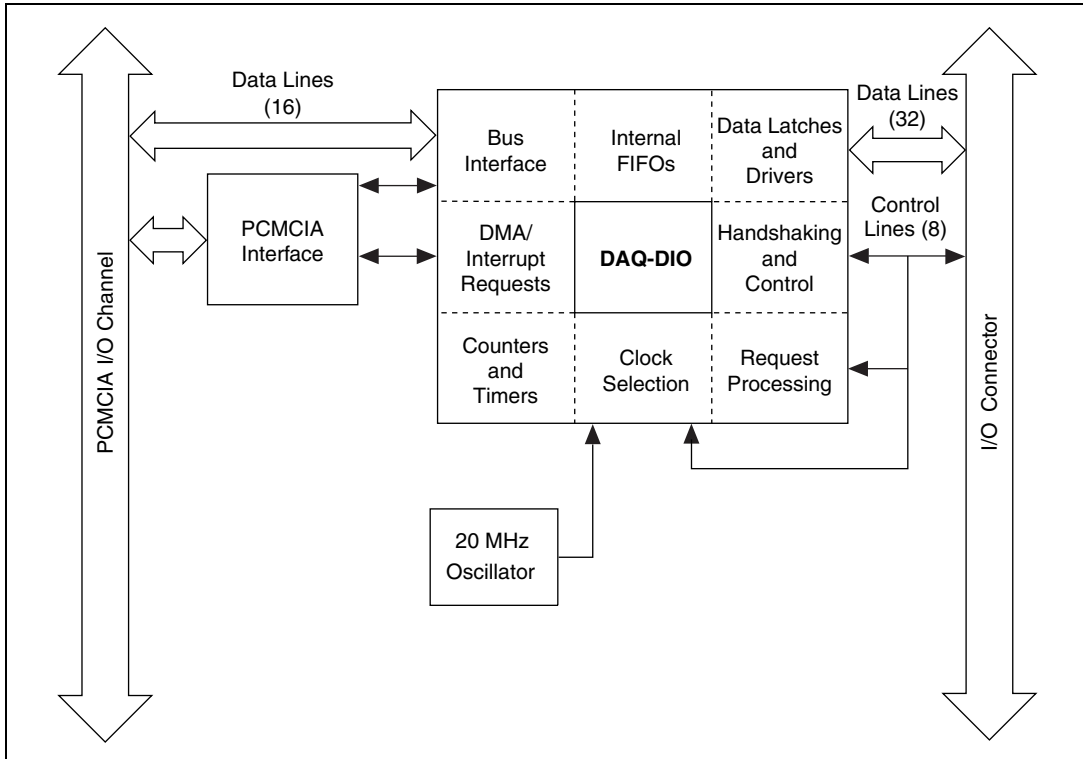 Data Lines
(16)
Data Lines
(32)
Bus
Interface
Internal
FIFOs
Data Latches
and
Drivers
PCMCIA
Interface
DMA/
Interrupt
Requests
DAQ-DIO
Handshaking
and
Control
Control
Lines (8)
Counters
and
Timers
Clock
Selection
Request
Processing
PCMCIA I/O Channel
I/O Connector
20 MHz
Oscillator